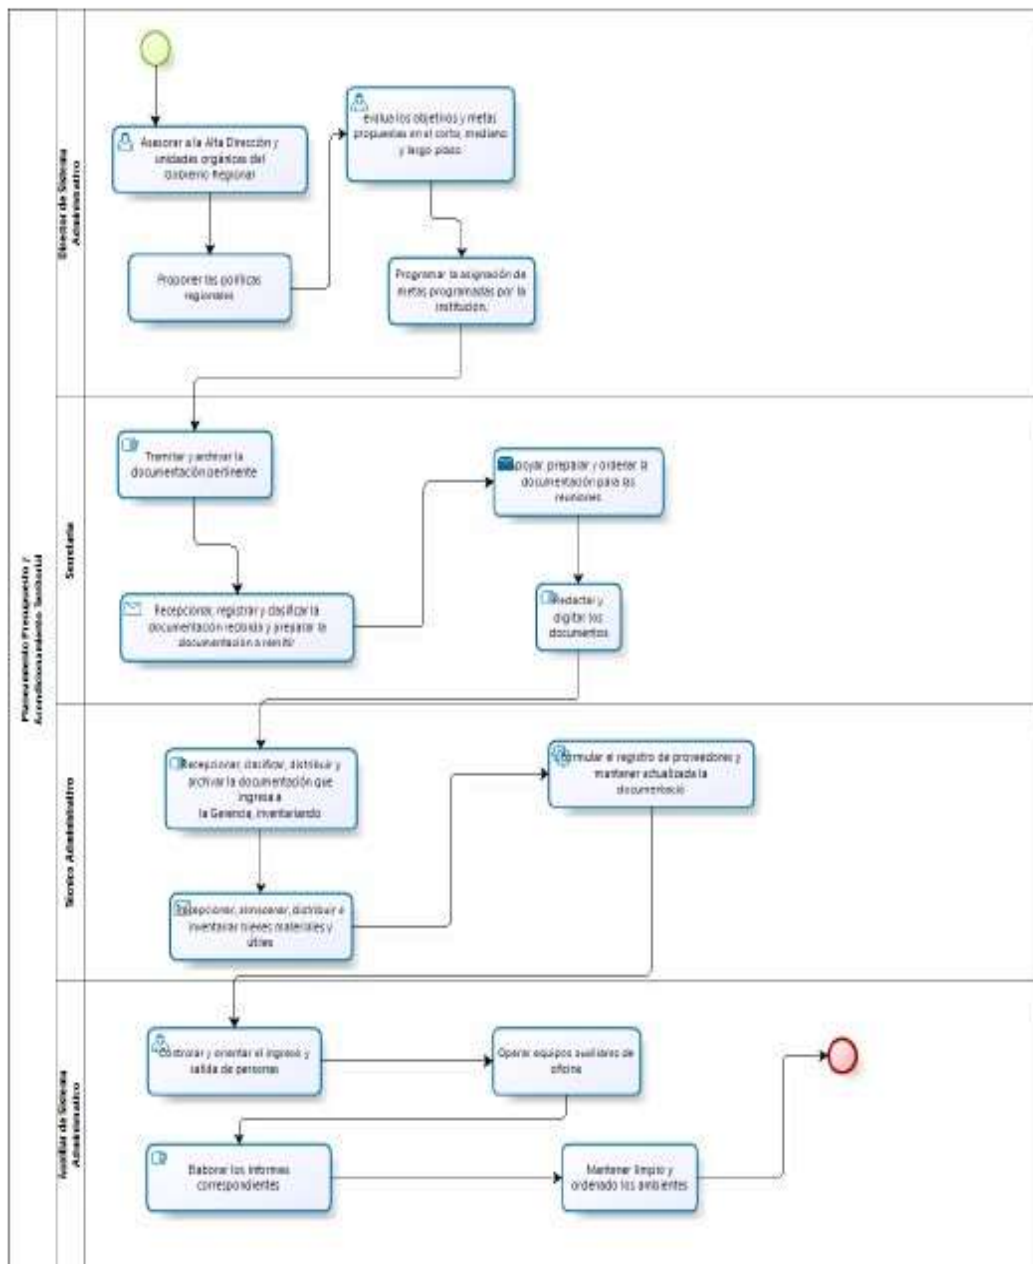 Planeamiento Presupuesto y
Acondicionamiento Territorial
Director de Sistema
Administrativo
Asesorar a la Alta Dirección y
unidades orgánicas del
Gobierno Regional
Proponer las políticas
regionales
evalua los objetivos y metas
propuestas en el corto, mediano
y largo plazo
Programar la asignación de
metas programadas por la
institución.
Secretaria
Tramitar y archivar la
documentación pertinente
Recepcionar, registrar y clasificar la
documentación recibida y preparar la
documentación a remitir
Apoyar, preparar y ordenar la
documentación para las
reuniones
Redactar y
digitar los
documentos
Técnico Administrativo
Recepcionar, clasificar, distribuir y
archivar la documentación que
ingresa a
la Gerencia, inventariando
Recepcionar, almacenar, distribuir e
inventariar bienes materiales y
útiles
Formular el registro de proveedores y
mantener actualizada la
documentació
Auxiliar de Sistema
Administrativo
Controlar y orientar el ingreso y
salida de personas
Operar equipos auxiliares de
oficina
Elaborar los informes
correspondientes
Mantener limpio y
ordenado los ambientes